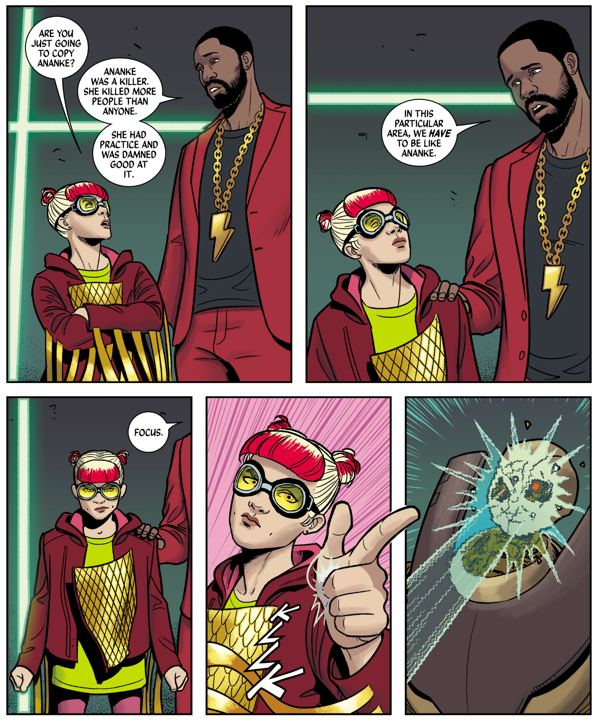 ARE YOU
JUST GOING
TO COPY
ANANKE?
ANANKE
WAS A KILLER.
SHE KILLED MORE
PEOPLE THAN
ANYONE.
SHE HAD
PRACTICE AND
WAS DAMNED
GOOD AT
IT.
IN THIS
PARTICULAR
AREA, WE HAVE
TO BE LIKE
ANANKE.
FOCUS.